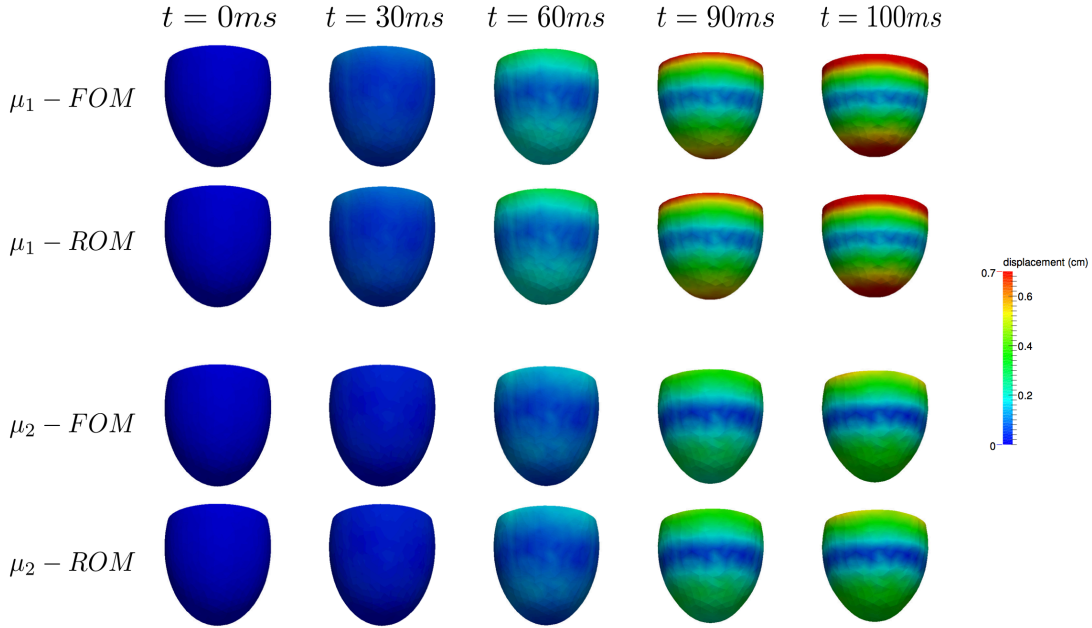 t = 0ms t = 30ms t = 60ms t = 90ms t = 100ms
μ₁ − FOM
μ₁ − ROM
displacement (cm)
0.7
0.6
0.4
0.2
0
μ₂ − FOM
μ₂ − ROM